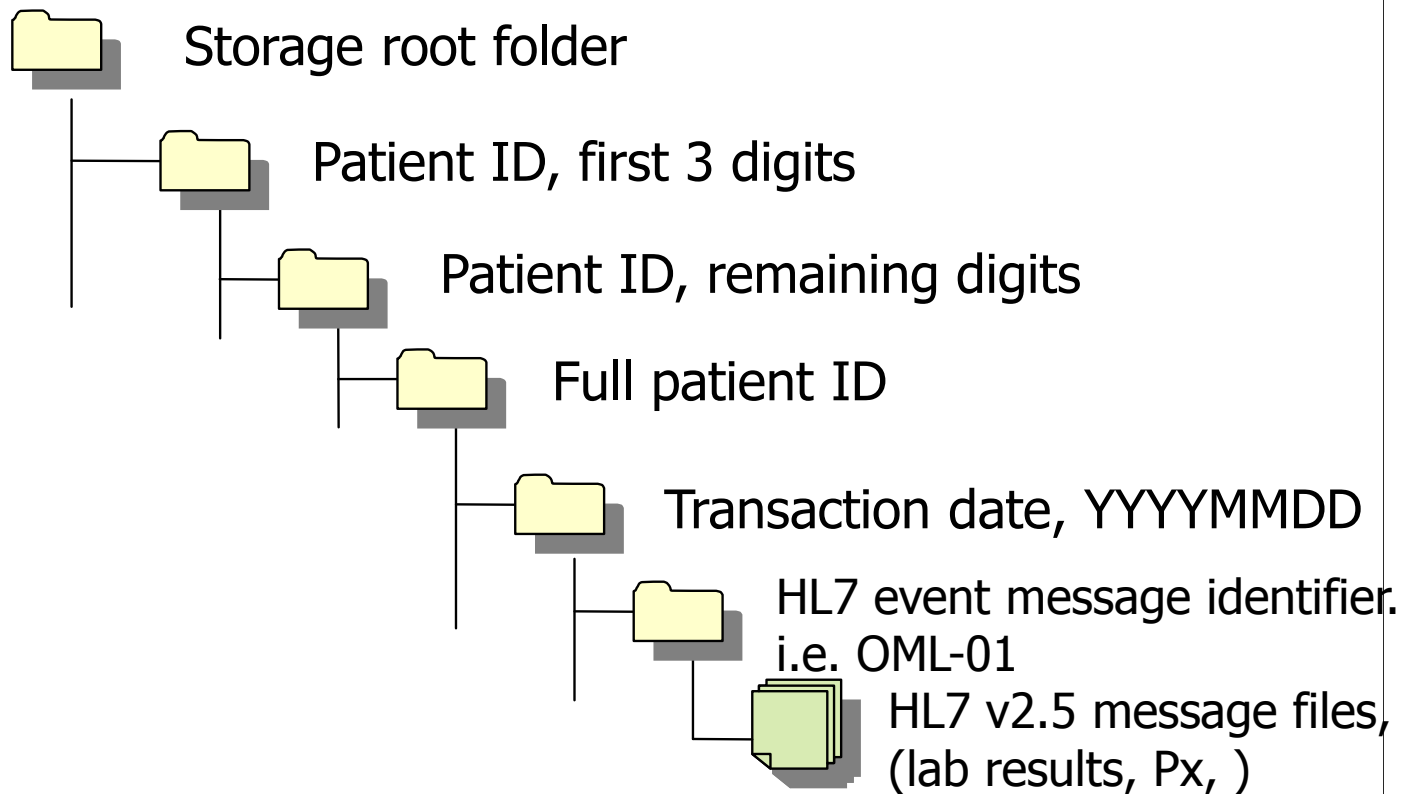 Storage root folder
Patient ID, first 3 digits
Patient ID, remaining digits
Full patient ID
Transaction date, YYYYMMDD
HL7 event message identifier.
i.e. OML-01
HL7 v2.5 message files,
(lab results, Px, )